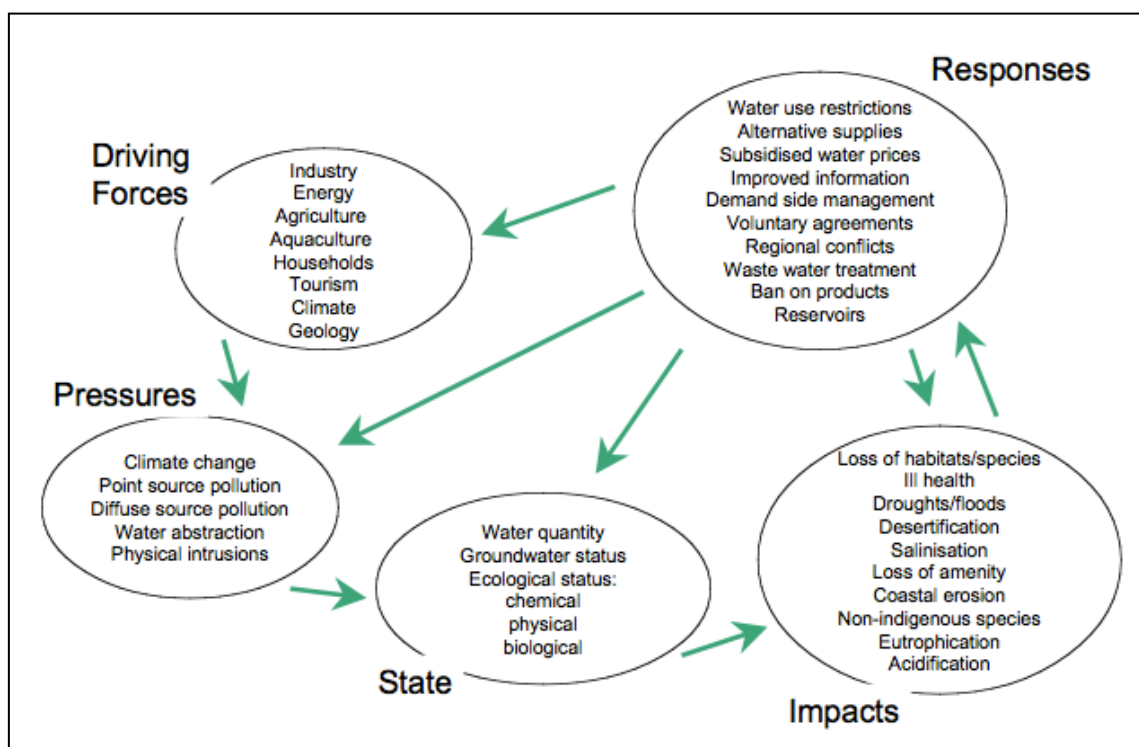 Responses
Water use restrictions
Alternative supplies
Subsidised water prices
Improved information
Demand side management
Voluntary agreements
Regional conflicts
Waste water treatment
Ban on products
Reservoirs
Driving
Forces
Industry
Energy
Agriculture
Aquaculture
Households
Tourism
Climate
Geology
Pressures
Climate change
Point source pollution
Diffuse source pollution
Water abstraction
Physical intrusions
Water quantity
Groundwater status
Ecological status:
chemical
physical
biological
State
Loss of habitats/species
Ill health
Droughts/floods
Desertification
Salinisation
Loss of amenity
Coastal erosion
Non-indigenous species
Eutrophication
Acidification
Impacts